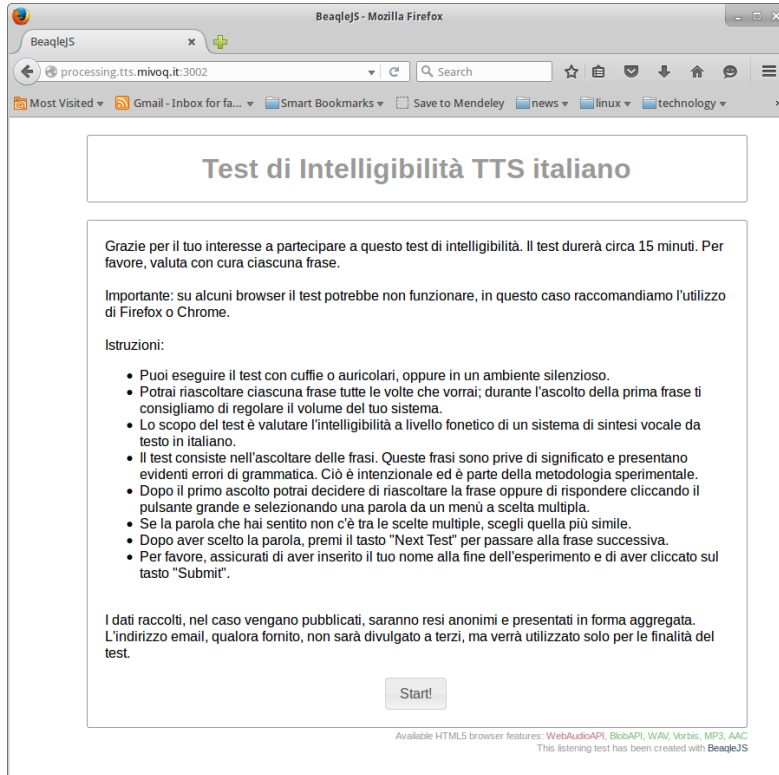 BeaqleJS - Mozilla Firefox
BeaqleJS
processing.tts.mivoq.it:3002
Search
Most Visited
Gmail - Inbox for fa...
Smart Bookmarks
Save to Mendeley
news
linux
technology
Test di Intelligibilità TTS italiano
Grazie per il tuo interesse a partecipare a questo test di intelligibilità. Il test durerà circa 15 minuti. Per
favore, valuta con cura ciascuna frase.
Importante: su alcuni browser il test potrebbe non funzionare, in questo caso raccomandiamo l'utilizzo
di Firefox o Chrome.
Istruzioni:
Puoi eseguire il test con cuffie o auricolari, oppure in un ambiente silenzioso.
Potrai riascoltare ciascuna frase tutte le volte che vorrai; durante l'ascolto della prima frase ti
consigliamo di regolare il volume del tuo sistema.
Lo scopo del test è valutare l'intelligibilità a livello fonetico di un sistema di sintesi vocale da
testo in italiano.
Il test consiste nell'ascoltare delle frasi. Queste frasi sono prive di significato e presentano
evidenti errori di grammatica. Ciò è intenzionale ed è parte della metodologia sperimentale.
Dopo il primo ascolto potrai decidere di riascoltare la frase oppure di rispondere cliccando il
pulsante grande e selezionando una parola da un menù a scelta multipla.
Se la parola che hai sentito non c'è tra le scelte multiple, scegli quella più simile.
Dopo aver scelto la parola, premi il tasto "Next Test" per passare alla frase successiva.
Per favore, assicurati di aver inserito il tuo nome alla fine dell'esperimento e di aver cliccato sul
tasto "Submit".
I dati raccolti, nel caso vengano pubblicati, saranno resi anonimi e presentati in forma aggregata.
L'indirizzo email, qualora fornito, non sarà divulgato a terzi, ma verrà utilizzato solo per le finalità del
test.
Start!
Available HTML5 browser features: WebAudioAPI, BlobAPI, WAV, Vorbis, MP3, AAC
This listening test has been created with BeaqleJS